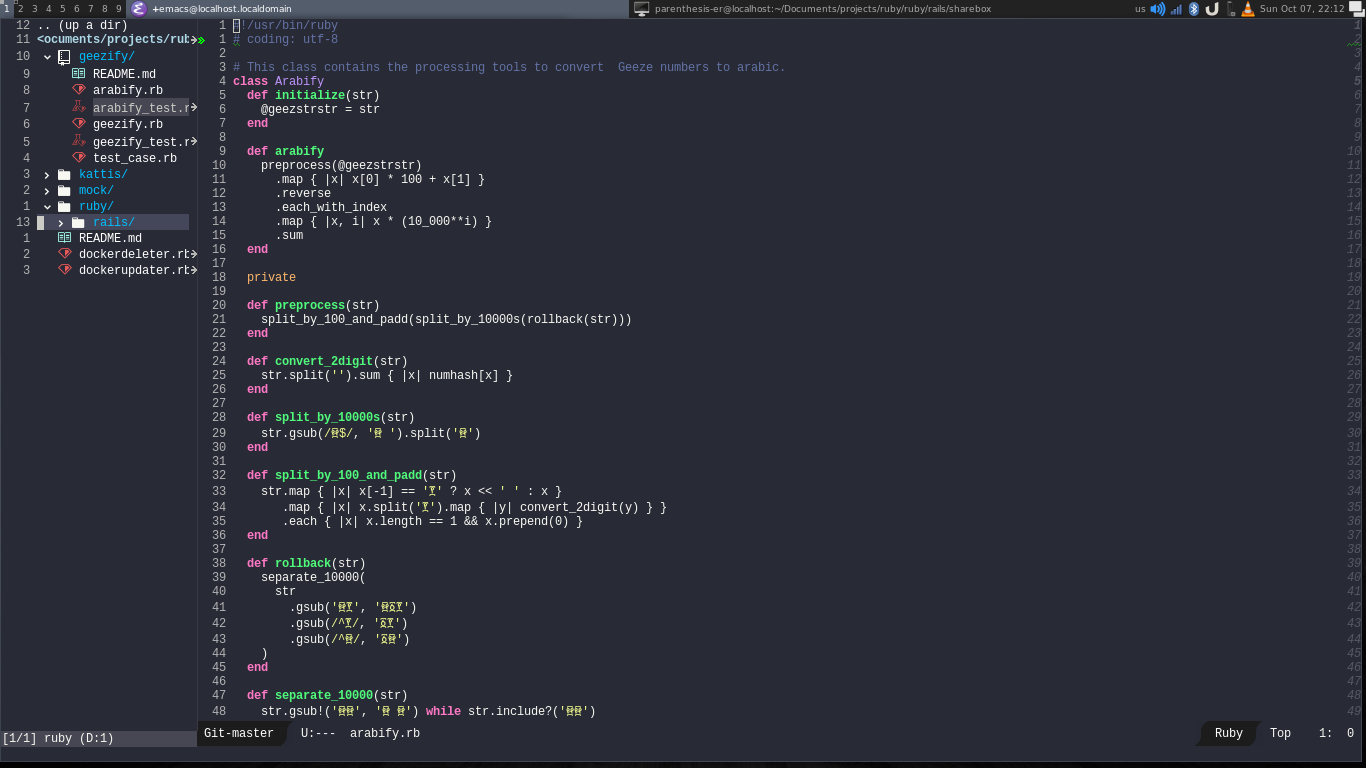 1 2 3 4 5 6 7 8 9 +emacs@localhost.localdomain
parenthesis-er@localhost:~/Documents/projects/ruby/ruby/rails/sharebox
us Sun Oct 07, 22:12
12 .. (up a dir)
11 <ocuments/projects/rub
10 geezify/
9 README.md
8 arabify.rb
7 arabify_test.r
6 geezify.rb
5 geezify_test.r
4 test_case.rb
3 kattis/
2 mock/
1 ruby/
13 rails/
1 README.md
2 dockerdeleter.rb
3 dockerupdater.rb
[1/1] ruby (D:1)
1 #!/usr/bin/ruby
1 # coding: utf-8
2
3 # This class contains the processing tools to convert  Geeze numbers to arabic.
4 class Arabify
5   def initialize(str)
6     @geezstrstr = str
7   end
8
9   def arabify
10     preprocess(@geezstrstr)
11       .map { |x| x[0] * 100 + x[1] }
12       .reverse
13       .each_with_index
14       .map { |x, i| x * (10_000**i) }
15       .sum
16   end
17
18   private
19
20   def preprocess(str)
21     split_by_100_and_padd(split_by_10000s(rollback(str)))
22   end
23
24   def convert_2digit(str)
25     str.split('').sum { |x| numhash[x] }
26   end
27
28   def split_by_10000s(str)
29     str.gsub(/፼$/, '፼ ').split('፼')
30   end
31
32   def split_by_100_and_padd(str)
33     str.map { |x| x[-1] == '፻' ? x << ' ' : x }
34        .map { |x| x.split('፻').map { |y| convert_2digit(y) } }
35        .each { |x| x.length == 1 && x.prepend(0) }
36   end
37
38   def rollback(str)
39     separate_10000(
40       str
41         .gsub('፼፻', '፼፩፻')
42         .gsub(/^፻/, '፩፻')
43         .gsub(/^፼/, '፩፼')
44     )
45   end
46
47   def separate_10000(str)
48     str.gsub!('፼፼', '፼ ፼') while str.include?('፼፼')
Git-master U:--- arabify.rb Ruby Top 1: 0